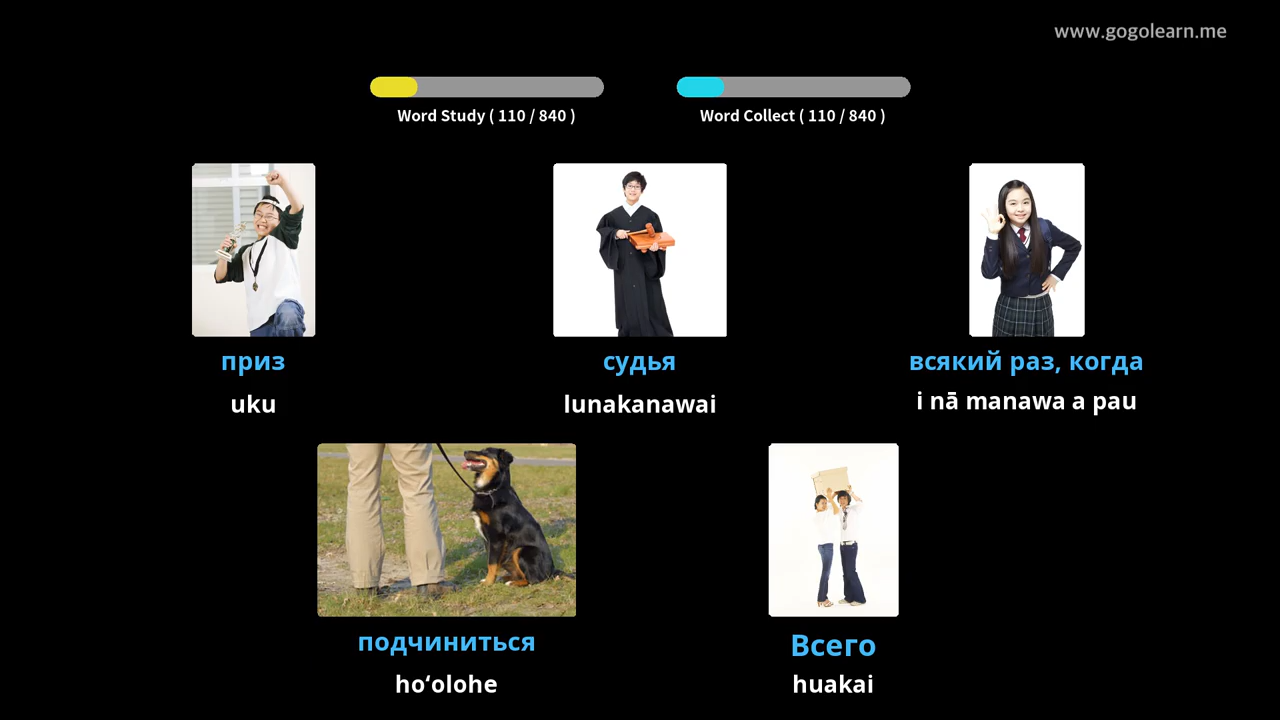 www.gogolearn.me
Word Study ( 110 / 840 )
Word Collect ( 110 / 840 )
приз
uku
судья
lunakanawai
всякий раз, когда
i nā manawa a pau
подчиниться
hoʻolohe
Всего
huakai